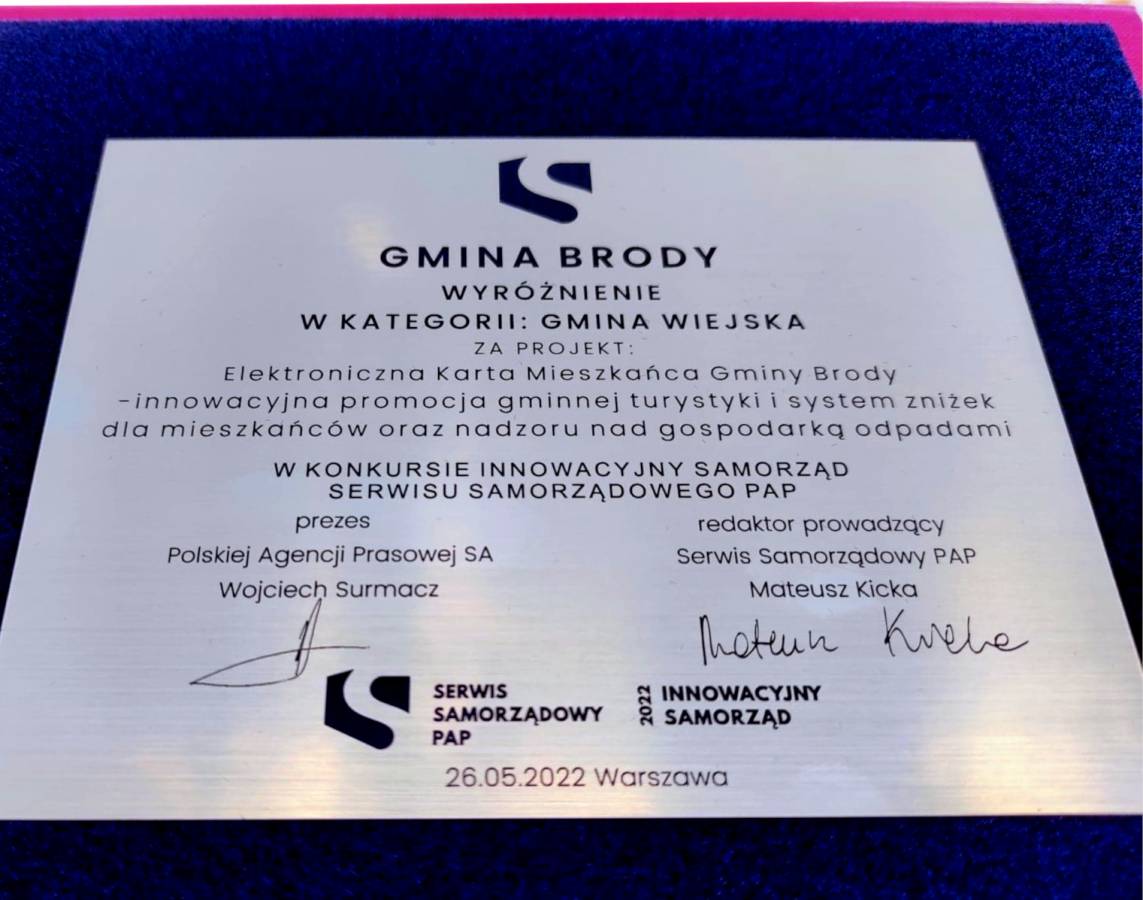 GMINA BRODY
WYRÓŻNIENIE
W KATEGORII: GMINA WIEJSKA
ZA PROJEKT:
Elektroniczna Karta Mieszkańca Gminy Brody
-innowacyjna promocja gminnej turystyki i system zniżek
dla mieszkańców oraz nadzoru nad gospodarką odpadami
W KONKURSIE INNOWACYJNY SAMORZĄD
SERWISU SAMORZĄDOWEGO PAP
prezes
Polskiej Agencji Prasowej SA
Wojciech Surmacz
redaktor prowadzący
Serwis Samorządowy PAP
Mateusz Kicka
Mateusz Kicka
SERWIS
SAMORZĄDOWY
PAP
2022
INNOWACYJNY
SAMORZĄD
26.05.2022 Warszawa